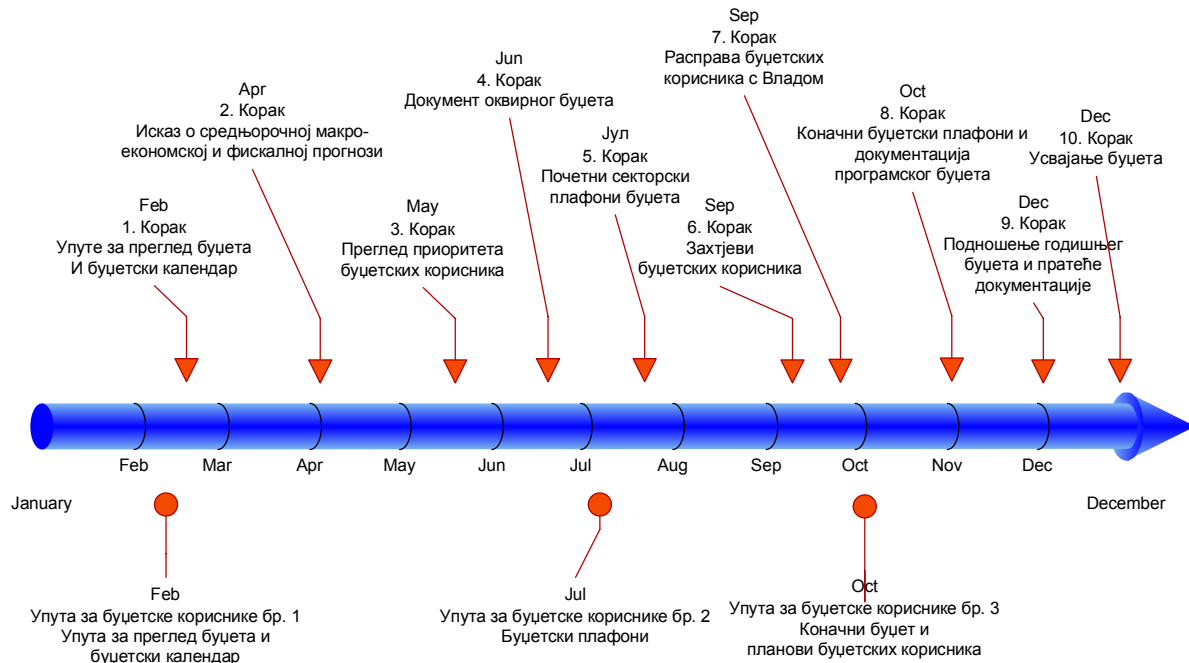 Feb
1. Корак
Упуте за преглед буџета
И буџетски календар
Apr
2. Корак
Исказ о средњорочној макро-
економској и фискалној прогнози
May
3. Корак
Преглед приоритета
буџетских корисника
Jun
4. Корак
Документ оквирног буџета
Јул
5. Корак
Почетни секторски
плафони буџета
Sep
6. Корак
Захтјеви
буџетских корисника
Sep
7. Корак
Расправа буџетских
корисника с Владом
Oct
8. Корак
Коначни буџетски плафони и
документација
програмског буџета
Dec
9. Корак
Подношење годишњег
буџета и пратеће
документације
Dec
10. Корак
Усвајање буџета
Feb
Mar
Apr
May
Jun
Jul
Aug
Sep
Oct
Nov
Dec
January
December
Feb
Упута за буџетске кориснике бр. 1
Упута за преглед буџета и
буџетски календар
Jul
Упута за буџетске кориснике бр. 2
Буџетски плафони
Oct
Упута за буџетске кориснике бр. 3
Коначни буџет и
планови буџетских корисника